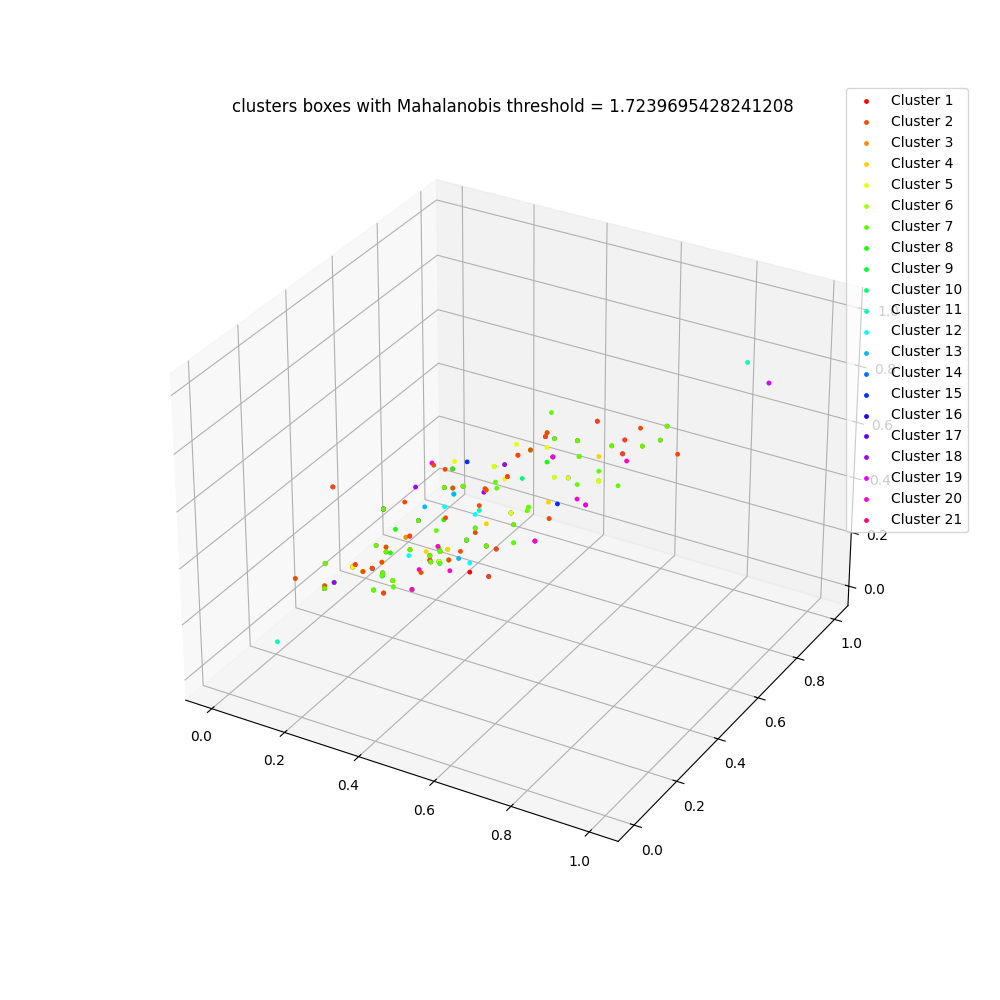 clusters boxes with Mahalanobis threshold = 1.7239695428241208
Cluster 1
Cluster 2
Cluster 3
Cluster 4
Cluster 5
Cluster 6
Cluster 7
Cluster 8
Cluster 9
Cluster 10
Cluster 11
Cluster 12
Cluster 13
Cluster 14
Cluster 15
Cluster 16
Cluster 17
Cluster 18
Cluster 19
Cluster 20
Cluster 21
0.8
0.6
0.4
0.2
0.0
1.0
0.8
0.6
0.4
0.2
0.0
0.0
0.2
0.4
0.6
0.8
1.0